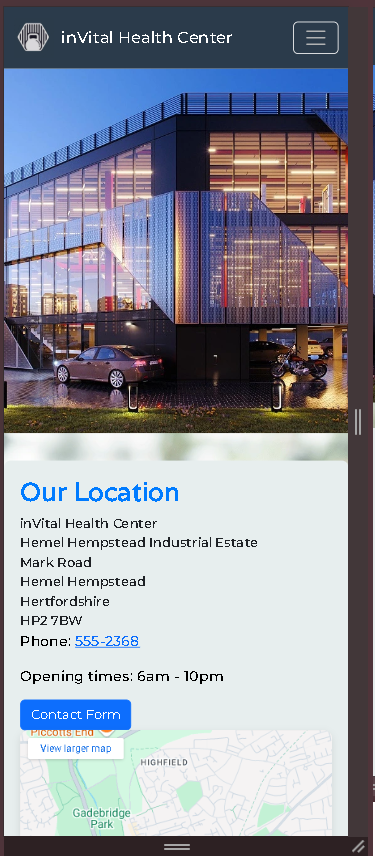 inVital Health Center
Our Location
inVital Health Center
Hemel Hempstead Industrial Estate
Mark Road
Hemel Hempstead
Hertfordshire
HP2 7BW
Phone: 555-2368
Opening times: 6am - 10pm
Contact Form
Piccotts End
View larger map
HIGHFIELD
Gadebridge
Park